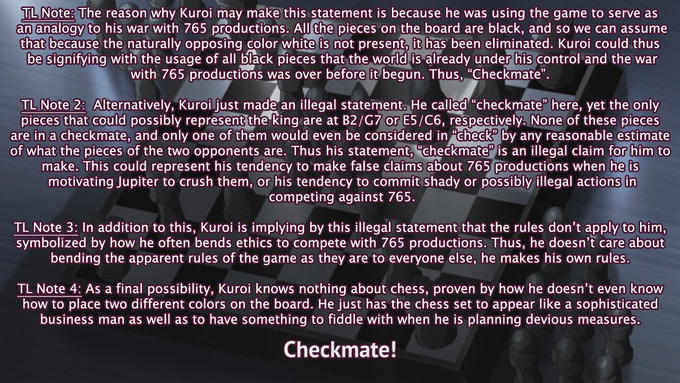 TL Note: The reason why Kuroi may make this statement is because he was using the game to serve as
an analogy to his war with 765 productions. All the pieces on the board are black, and so we can assume
that because the naturally opposing color white is not present, it has been eliminated. Kuroi could thus
be signifying with the usage of all black pieces that the world is already under his control and the war
with 765 productions was over before it begun. Thus, “Checkmate”.
TL Note 2: Alternatively, Kuroi just made an illegal statement. He called “checkmate” here, yet the only
pieces that could possibly represent the king are at B2/G7 or E5/C6, respectively. None of these pieces
are in a checkmate, and only one of them would even be considered in “check” by any reasonable estimate
of what the pieces of the two opponents are. Thus his statement, “checkmate” is an illegal claim for him to
make. This could represent his tendency to make false claims about 765 productions when he is
motivating Jupiter to crush them, or his tendency to commit shady or possibly illegal actions in
competing against 765.
TL Note 3: In addition to this, Kuroi is implying by this illegal statement that the rules don’t apply to him,
symbolized by how he often bends ethics to compete with 765 productions. Thus, he doesn’t care about
bending the apparent rules of the game as they are to everyone else, he makes his own rules.
TL Note 4: As a final possibility, Kuroi knows nothing about chess, proven by how he doesn’t even know
how to place two different colors on the board. He just has the chess set to appear like a sophisticated
business man as well as to have something to fiddle with when he is planning devious measures.
Checkmate!